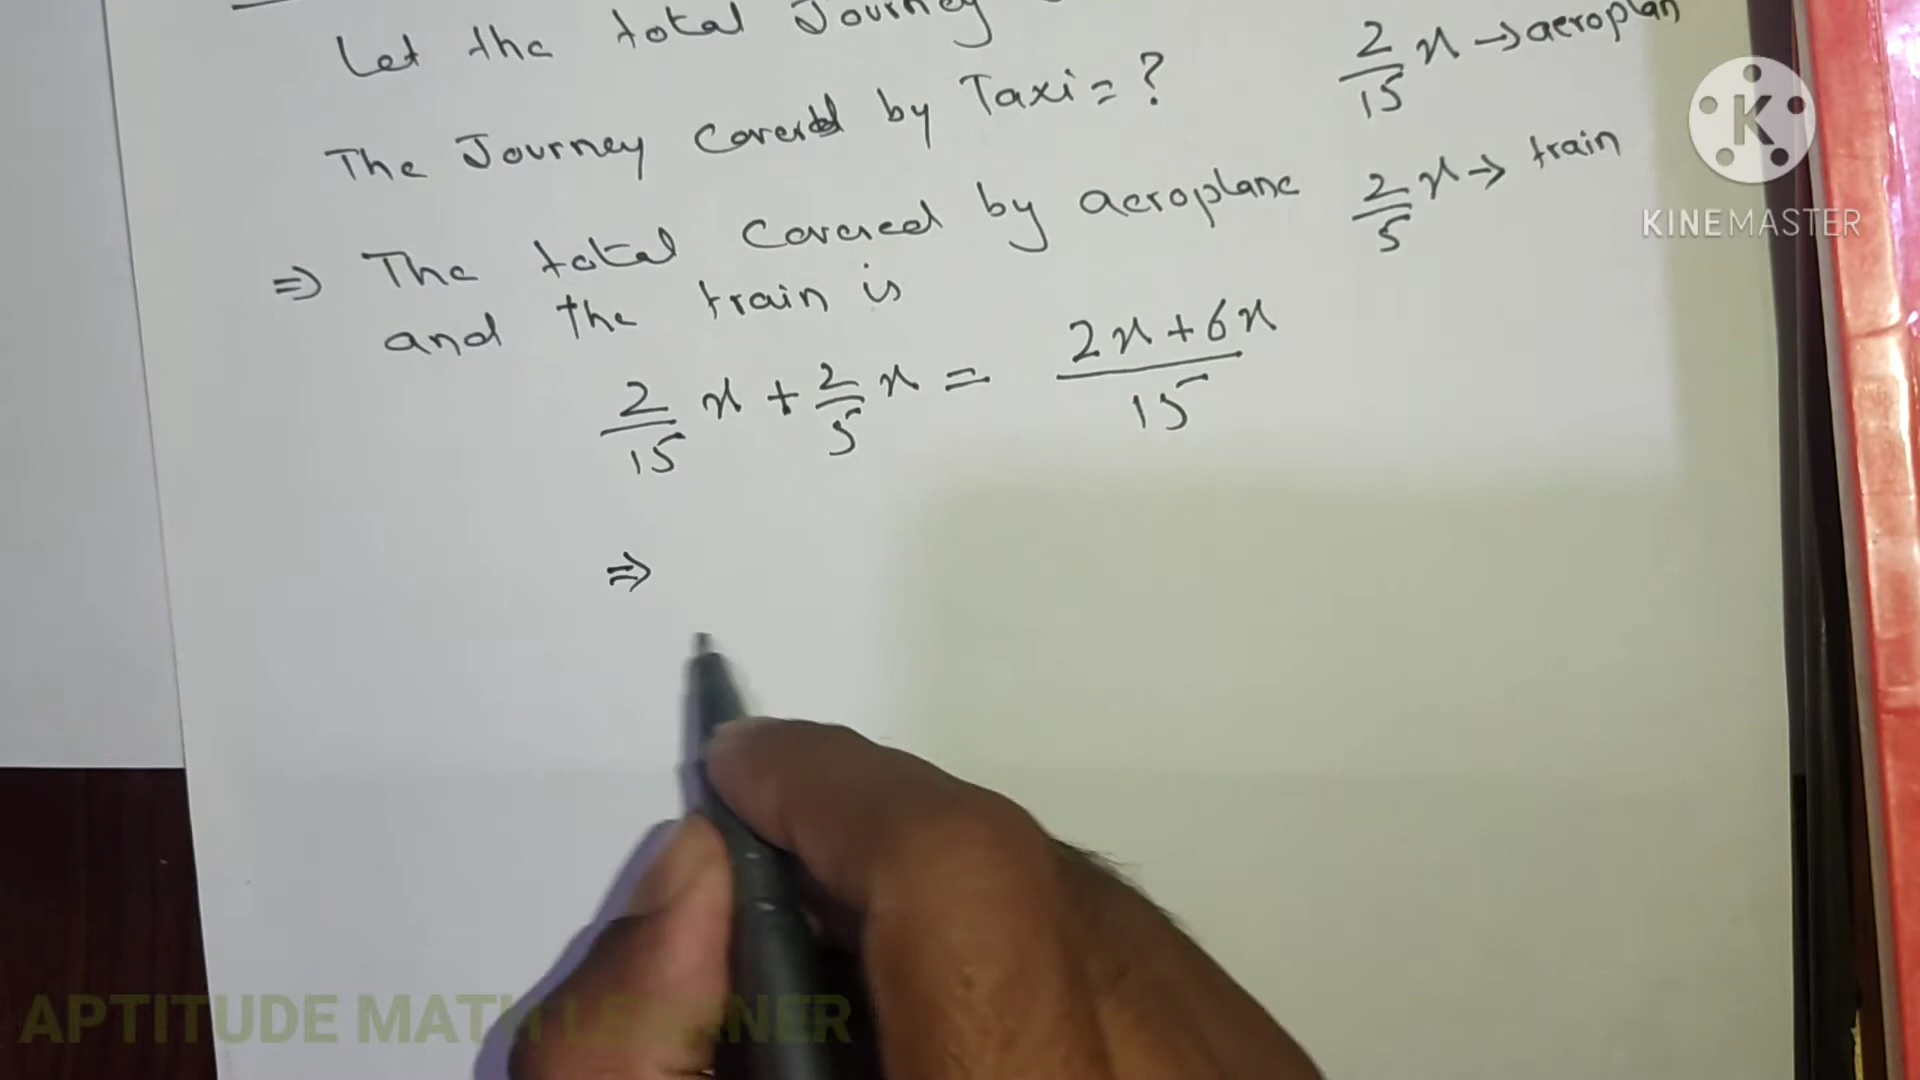 Let the total Journey
The Journey Covered by Taxi = ?
2/15 x → aeroplan
2/5 x → train
⇒ The total Covered by aeroplane
and the train is
2/15 x + 2/5 x = 2x + 6x / 15
⇒
K
KINEMASTER
APTITUDE MATH LEARNER